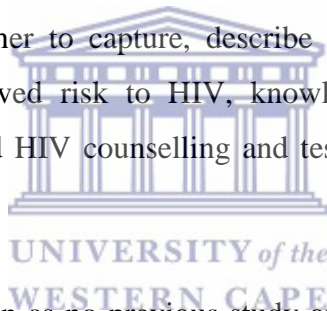 her to capture, describe
ved risk to HIV, knowl
d HIV counselling and tes
UNIVERSITY of the
n as no previous study o
WESTERN CAPE